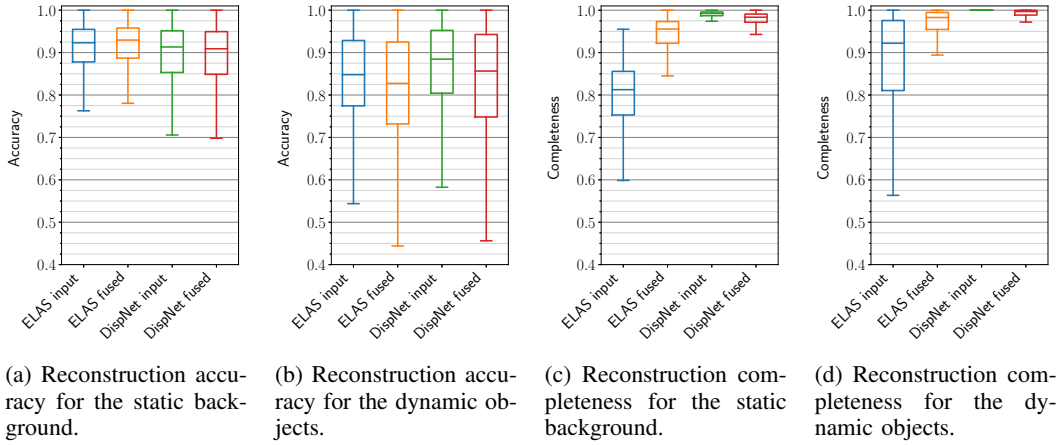 1.0
0.9
0.8
0.7
0.6
0.5
0.4
Accuracy
ELAS input
ELAS fused
DispNet input
DispNet fused
1.0
0.9
0.8
0.7
0.6
0.5
0.4
Accuracy
ELAS input
ELAS fused
DispNet input
DispNet fused
1.0
0.9
0.8
0.7
0.6
0.5
0.4
Completeness
ELAS input
ELAS fused
DispNet input
DispNet fused
1.0
0.9
0.8
0.7
0.6
0.5
0.4
Completeness
ELAS input
ELAS fused
DispNet input
DispNet fused
(a) Reconstruction accu-
racy for the static back-
ground.
(b) Reconstruction accu-
racy for the dynamic ob-
jects.
(c) Reconstruction com-
pleteness for the static
background.
(d) Reconstruction com-
pleteness for the dy-
namic objects.